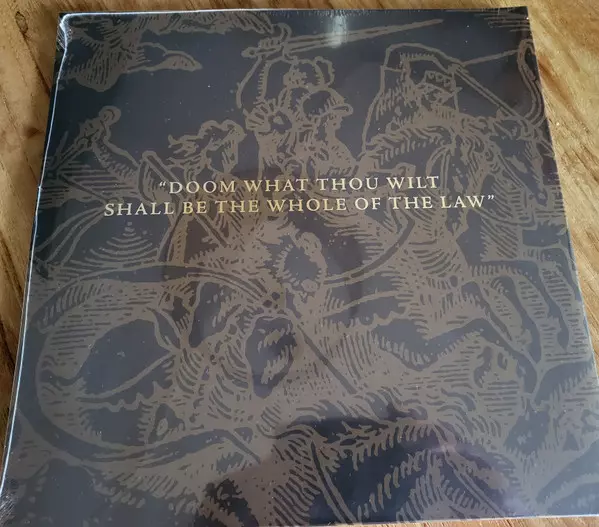 “DOOM WHAT THOU WILT
SHALL BE THE WHOLE OF THE LAW”